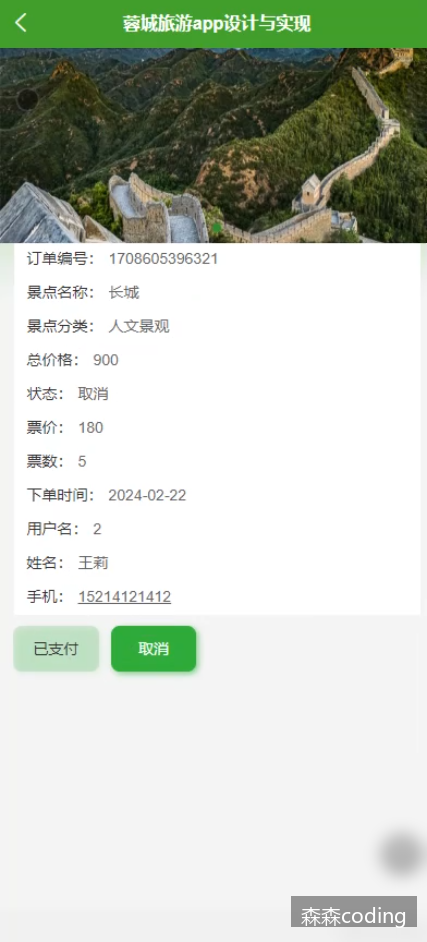 蓉城旅游app设计与实现
订单编号： 1708605396321
景点名称： 长城
景点分类： 人文景观
总价格： 900
状态： 取消
票价： 180
票数： 5
下单时间： 2024-02-22
用户名： 2
姓名： 王莉
手机： 15214121412
已支付 取消
森森coding